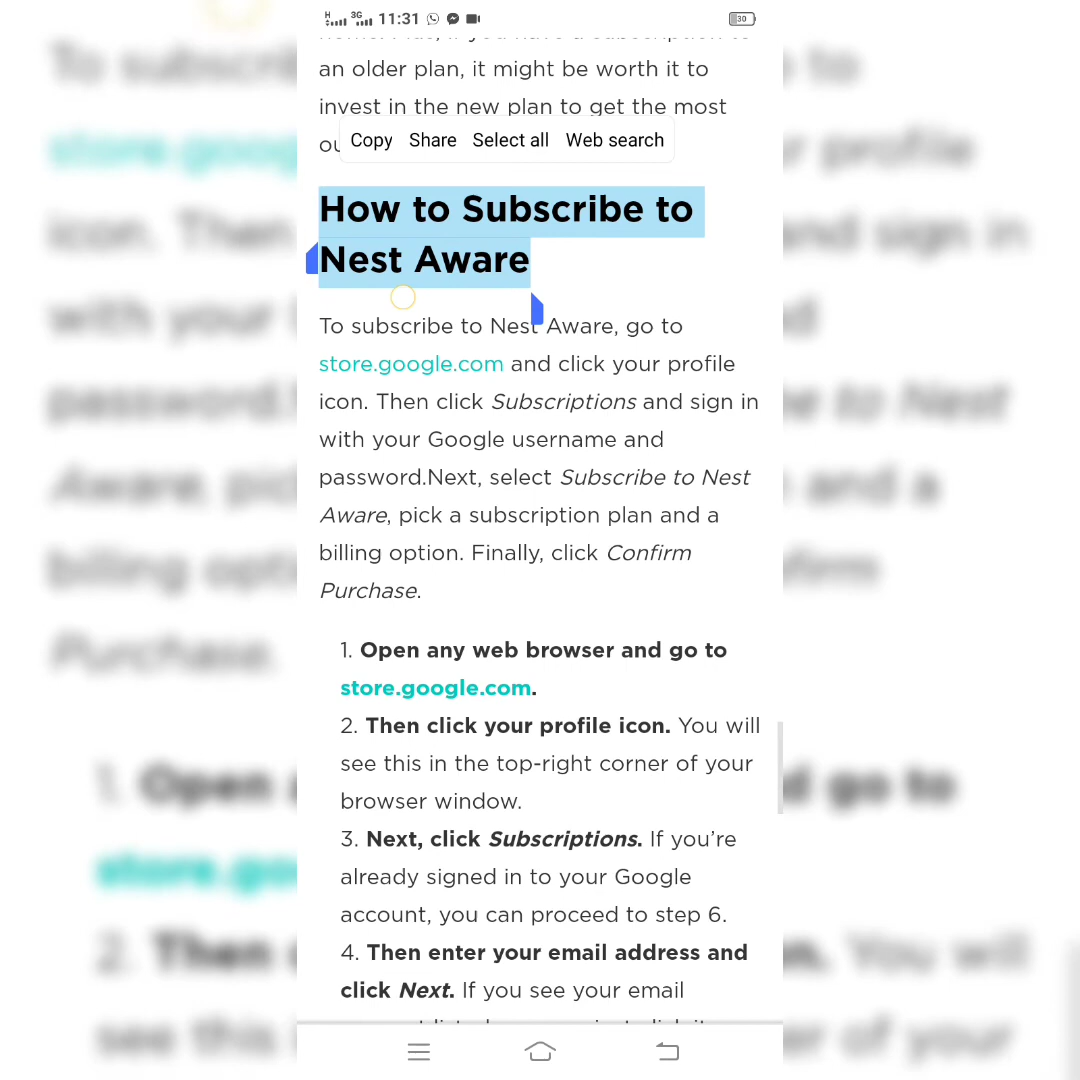 H 3G 11:31 30
an older plan, it might be worth it to
invest in the new plan to get the most
Copy Share Select all Web search
How to Subscribe to
Nest Aware
To subscribe to Nest Aware, go to
store.google.com and click your profile
icon. Then click Subscriptions and sign in
with your Google username and
password.Next, select Subscribe to Nest
Aware, pick a subscription plan and a
billing option. Finally, click Confirm
Purchase.
1. Open any web browser and go to
store.google.com.
2. Then click your profile icon. You will
see this in the top-right corner of your
browser window.
3. Next, click Subscriptions. If you’re
already signed in to your Google
account, you can proceed to step 6.
4. Then enter your email address and
click Next. If you see your email